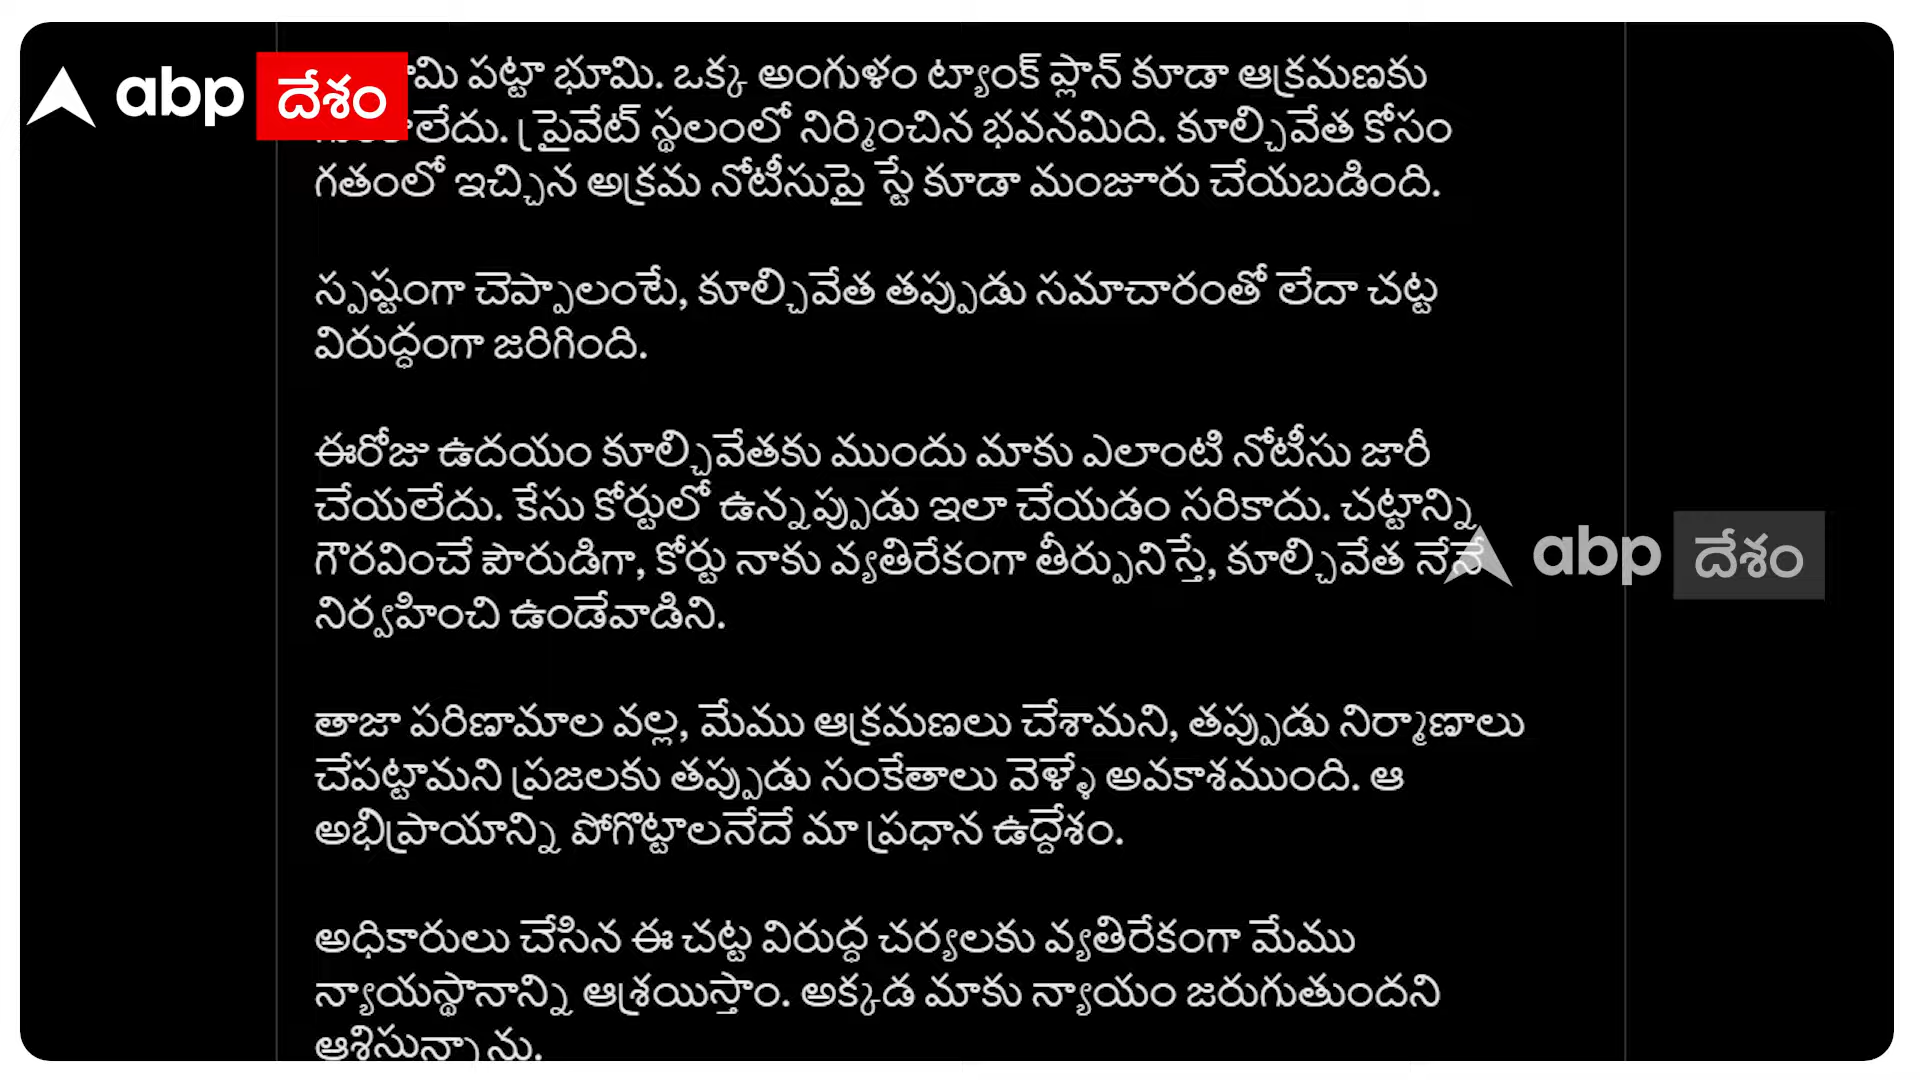 abp దేశం
పట్టా భూమి. ఒక్క అంగుళం ట్యాంక్ ప్లాన్ కూడా ఆక్రమణకు
ప్రైవేట్ స్థలంలో నిర్మించిన భవనమిది. కూల్చివేత కోసం
గతంలో ఇచ్చిన అక్రమ నోటీసుపై స్టే కూడా మంజూరు చేయబడింది.
స్పష్టంగా చెప్పాలంటే, కూల్చివేత తప్పుడు సమాచారంతో లేదా చట్ట
విరుద్ధంగా జరిగింది.
ఈరోజు ఉదయం కూల్చివేతకు ముందు మాకు ఎలాంటి నోటీసు జారీ
చేయలేదు. కేసు కోర్టులో ఉన్నప్పుడు ఇలా చేయడం సరికాదు. చట్టాన్ని
గౌరవించే పౌరుడిగా, కోర్టు నాకు వ్యతిరేకంగా తీర్పునిస్తే, కూల్చివేత నేనే
నిర్వహించి ఉండేవాడిని.
abp దేశం
తాజా పరిణామాల వల్ల, మేము ఆక్రమణలు చేశామని, తప్పుడు నిర్మాణాలు
చేపట్టామని ప్రజలకు తప్పుడు సంకేతాలు వెళ్ళే అవకాశముంది. ఆ
అభిప్రాయాన్ని పోగొట్టాలనేదే మా ప్రధాన ఉద్దేశం.
అధికారులు చేసిన ఈ చట్ట విరుద్ధ చర్యలకు వ్యతిరేకంగా మేము
న్యాయస్థానాన్ని ఆశ్రయిస్తాం. అక్కడ మాకు న్యాయం జరుగుతుందని
ఆశిస్తున్నాను.